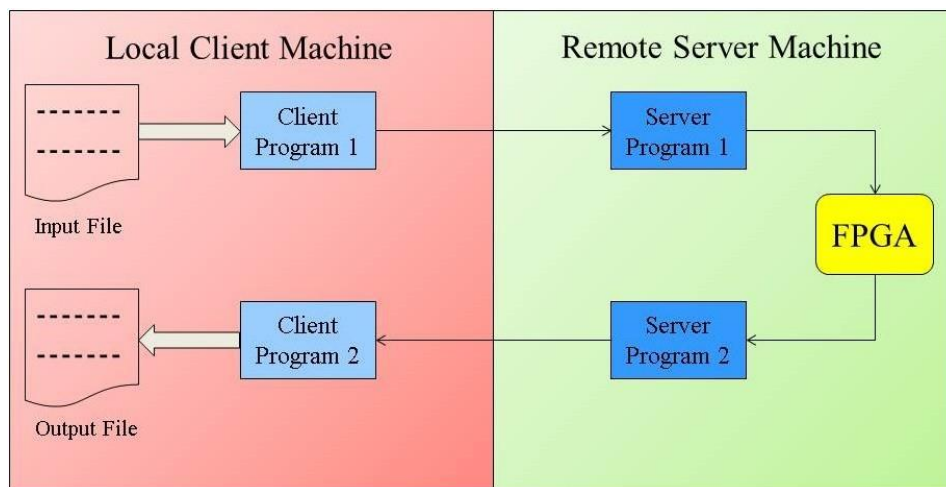 Local Client Machine
Remote Server Machine
Client
Program 1
Server
Program 1
Input File
FPGA
Client
Program 2
Server
Program 2
Output File